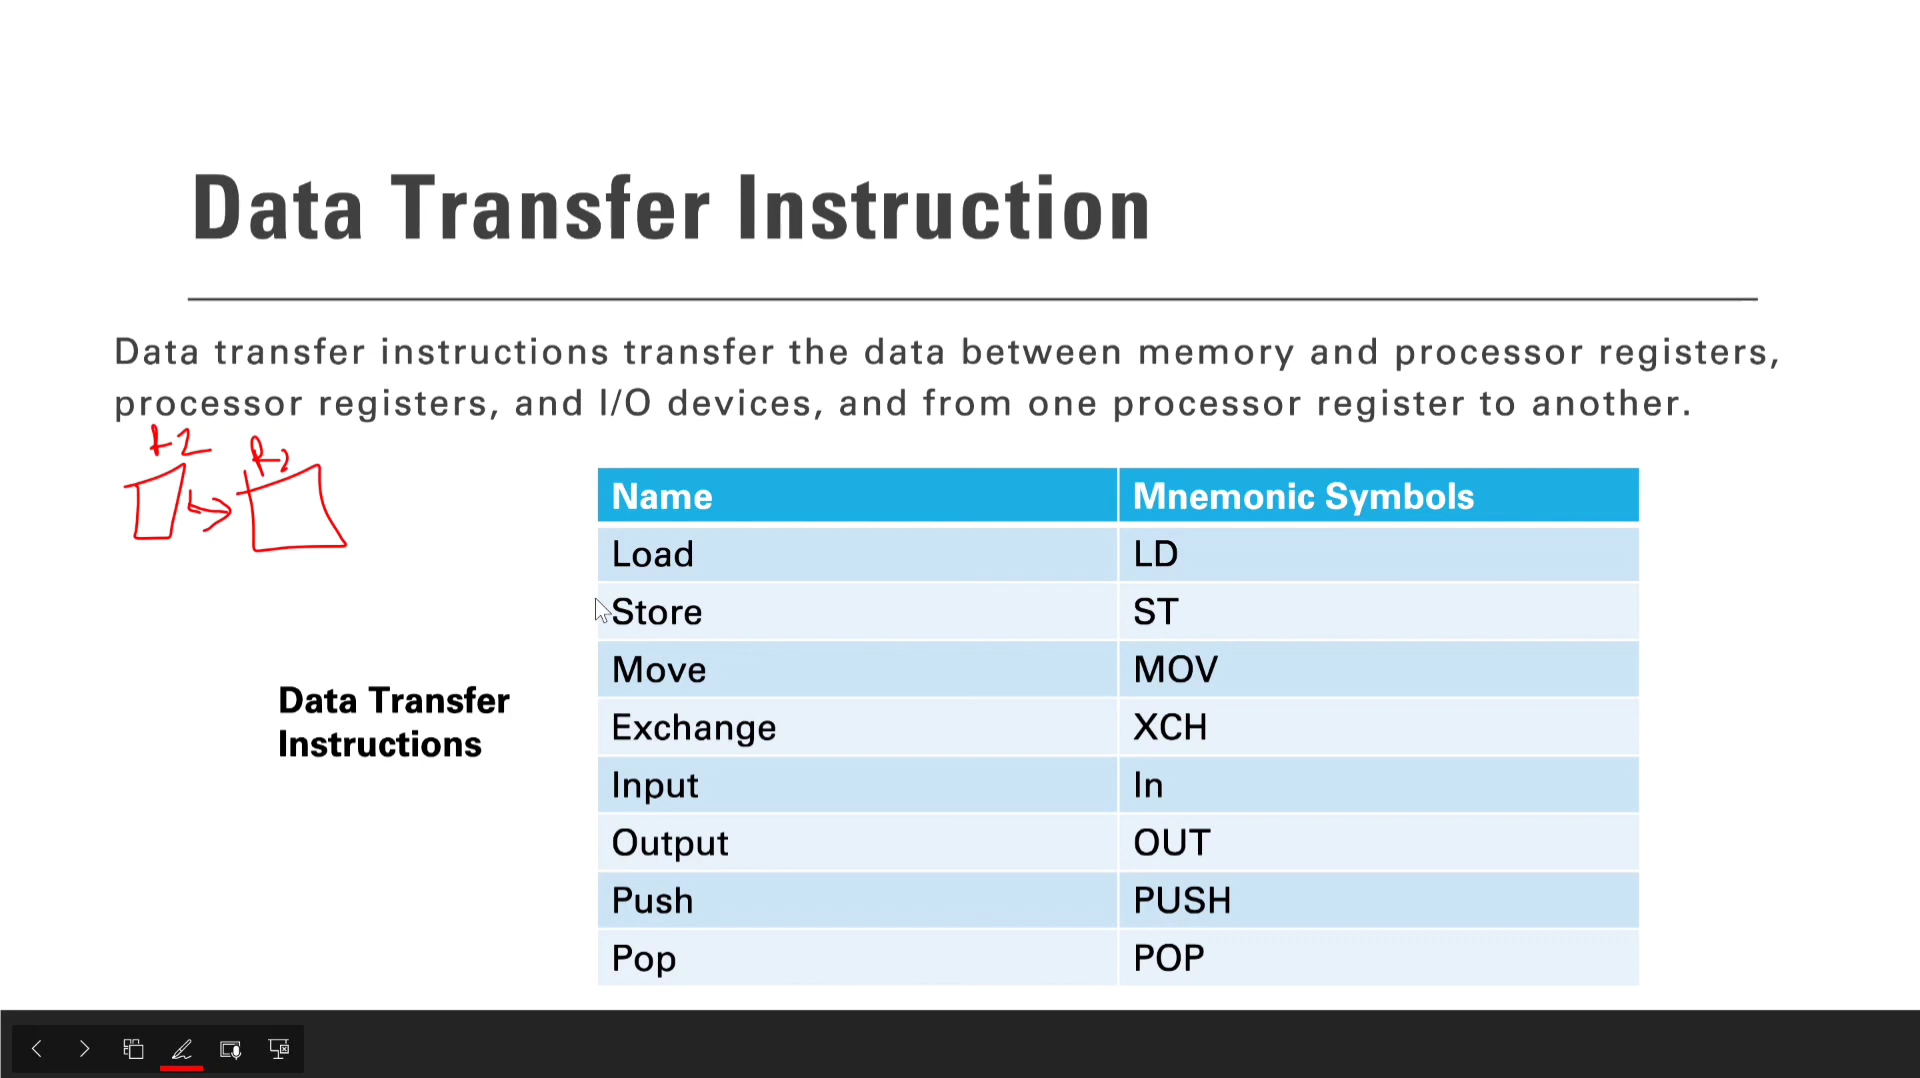 Data Transfer Instruction
Data transfer instructions transfer the data between memory and processor registers,
processor registers, and I/O devices, and from one processor register to another.
R2
Name Mnemonic Symbols
Load LD
Store ST
Move MOV
Exchange XCH
Data Transfer
Instructions
Input In
Output OUT
Push PUSH
Pop POP